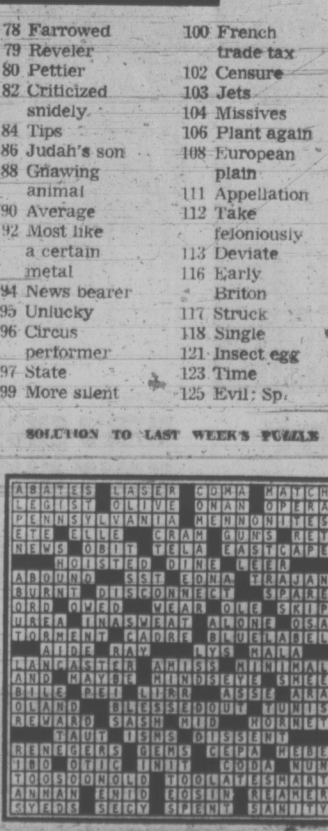 78 Farrowed
79 Reveler
80 Pettier
82 Criticized
snidely
84 Tips
86 Judah's son
88 Gnawing
animal
90 Average
92 Most like
a certain
metal
94 News bearer
95 Unlucky
96 Circus
performer
97 State
99 More silent
100 French
trade tax
102 Censure
103 Jets
104 Missives
106 Plant again
108 European
plain
111 Appellation
112 Take
feloniously
113 Deviate
116 Early
Briton
117 Struck
118 Single
121 Insect egg
123 Time
125 Evil: Sp.
SOLUTION TO LAST WEEK'S PUZZLE
ABATES LASER COMA MATCH
LEGIST OLIVE ONAN OPERA
PENNSYLVANIA MENNONITES
ETE ELLE CRAM GUNS RET
NEWS OBIT TELA EASTCAPE
HOISTED DINE LEER
ABOUND SST EDNA TRAJAN
BURNT DISCONNECT SPARE
ORD OWED WEAR OLE SKIP
UREA INASWEAT ALONE OSA
TORMENT CADRE BLUELABEL
AIDE RAY LYS MALA
LANCASTER AMISS MINIMAL
AND MAYBE MINDSEYE SMEE
BILE REI LIRR ASSE ARA
OLAND BLESSEDOUT TUNIS
REWARD SASH MID HORNET
TAUT ISMS DISSENT
RENEGERS GEMS CEPA HEBE
IBO OTIC INIT CODA NUN
TOOSOONOLD TOOLATESMART
ANMAN ENID EOSIN REAMER
SYEDS SECY SPENT SANITY